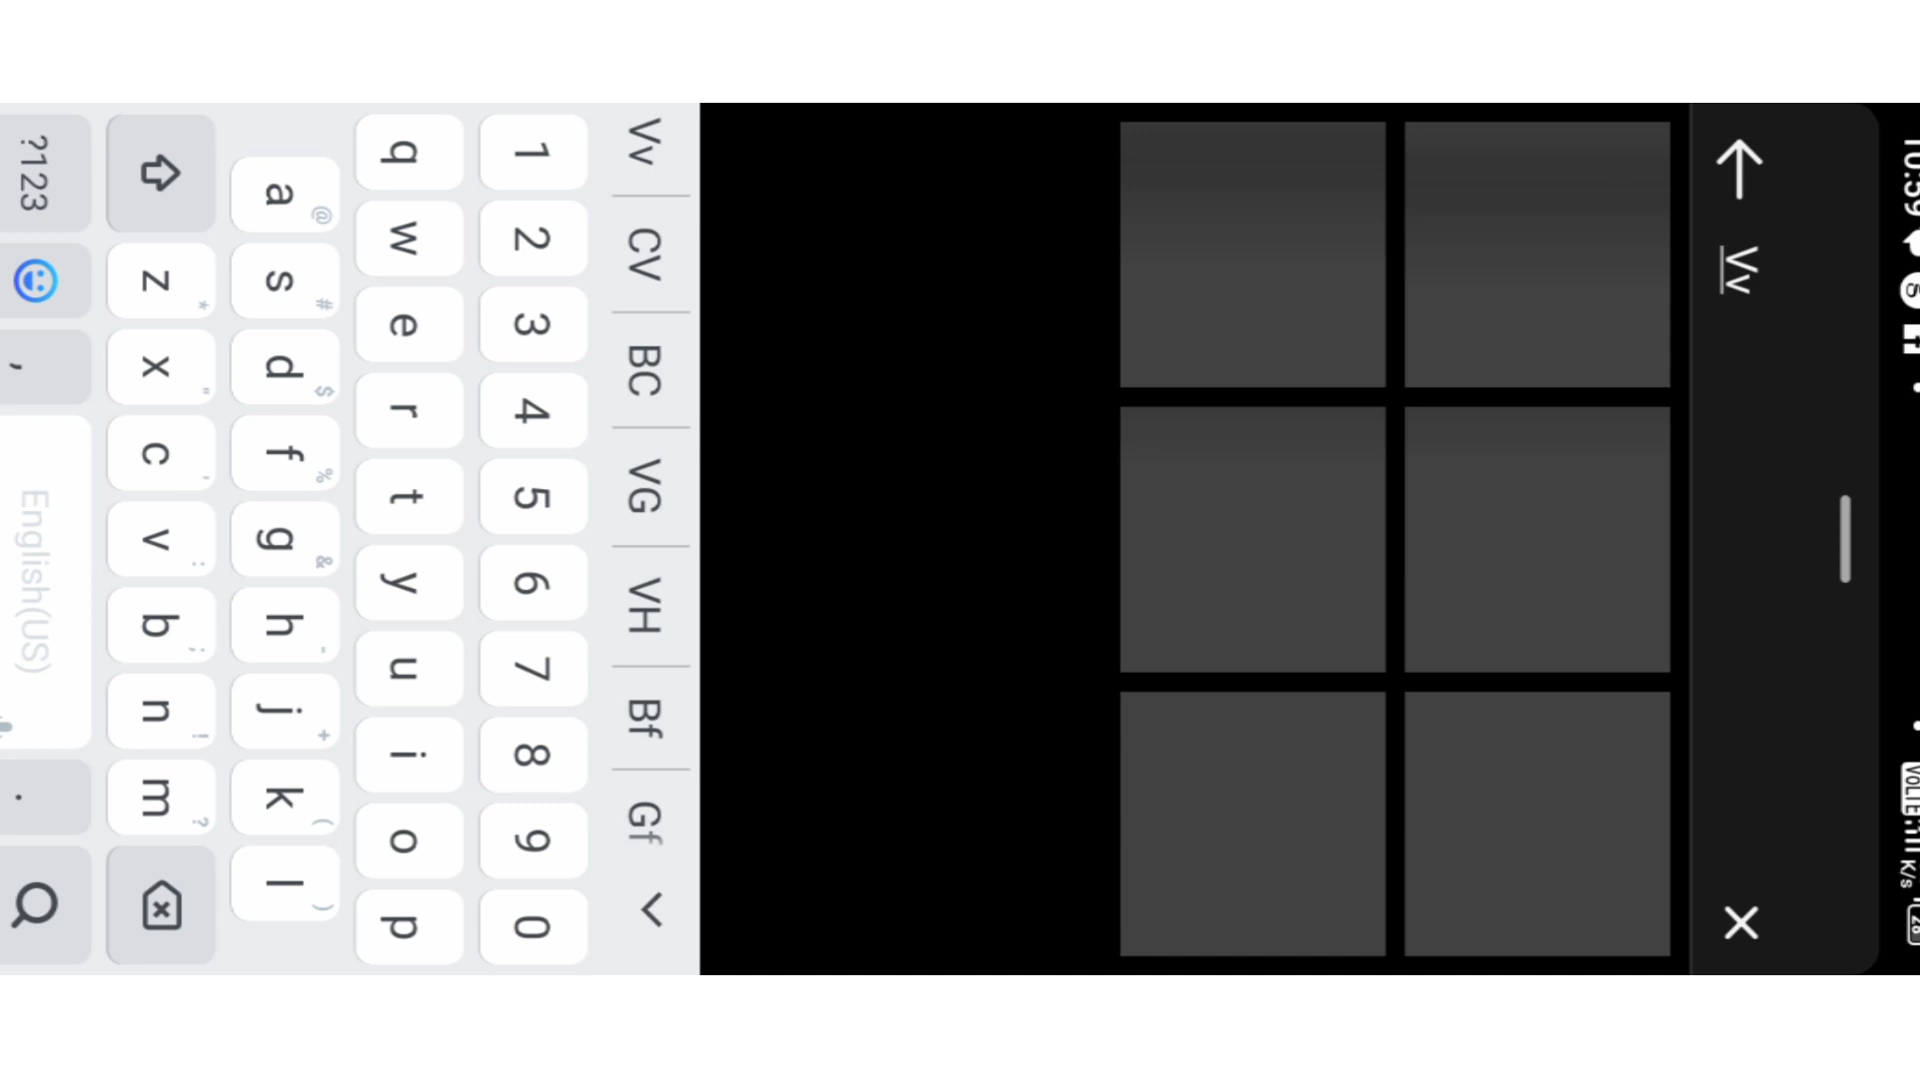 10:59
VOLTE
K/s
28
Vv
Vv CV BC VG VH Bf Gf
1 2 3 4 5 6 7 8 9 0
q w e r t y u i o p
@ # $ % & - + ( )
a s d f g h j k l
* " ' : ; ! ?
z x c v b n m
?123 , English(US) .